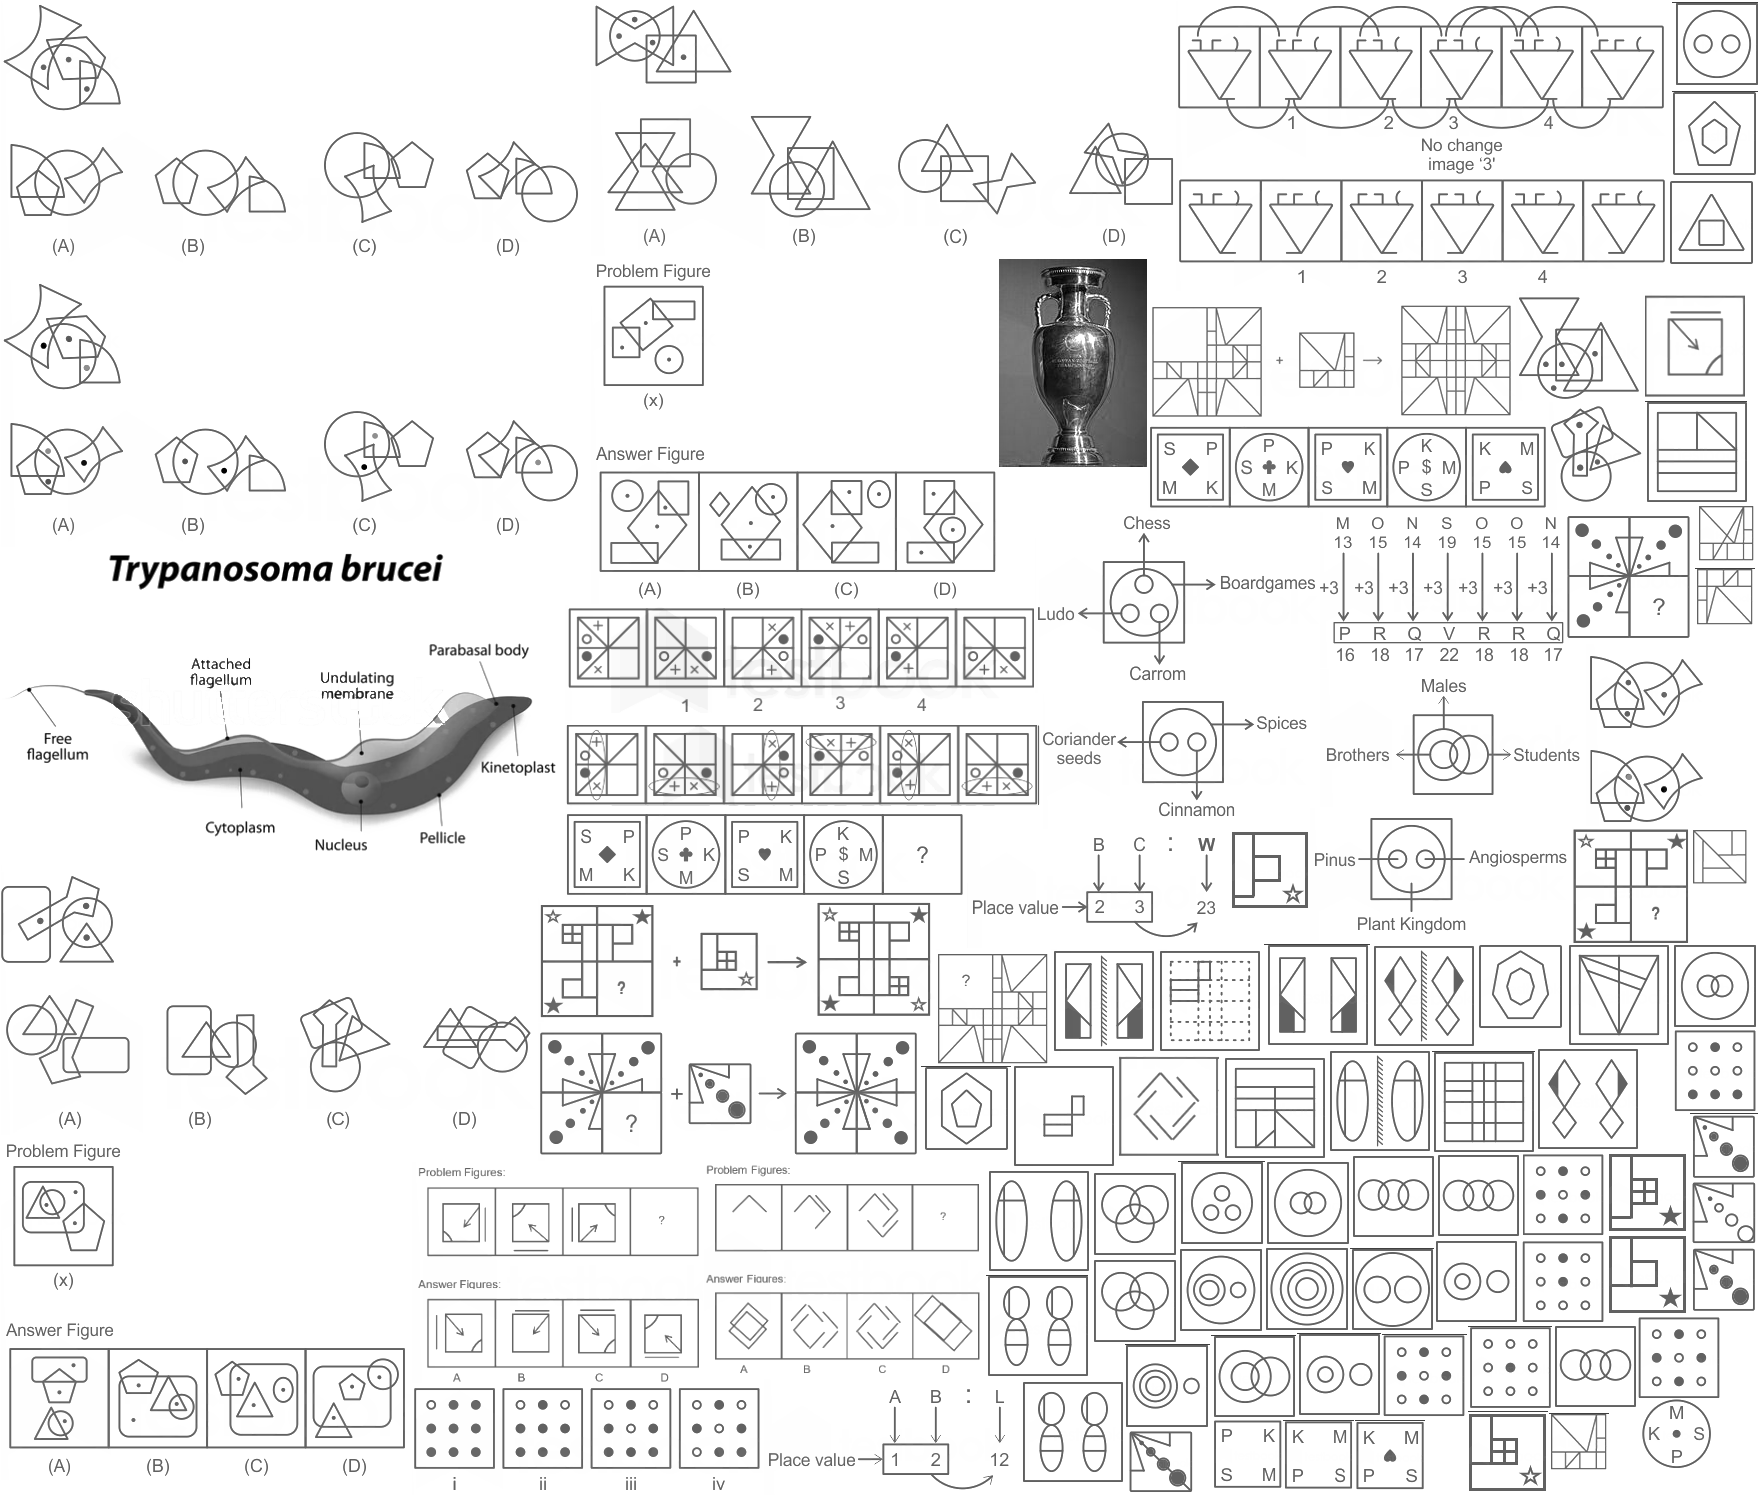 (A) (B) (C) (D)
(A) (B) (C) (D)
No change
image '3'
1 2 3 4
1 2 3 4
Problem Figure
(x)
Answer Figure
(A) (B) (C) (D)
(A) (B) (C) (D)
Trypanosoma brucei
Attached
flagellum
Undulating
membrane
Parabasal body
Free
flagellum
Kinetoplast
Cytoplasm
Nucleus
Pellicle
1 2 3 4
S P M K
P S K M
P K S M
K P $ M S
K M P S
Chess
Boardgames
Ludo
Carrom
M O N S O O N
13 15 14 19 15 15 14
+3 +3 +3 +3 +3 +3 +3
P R Q V R R Q
16 18 17 22 18 18 17
?
Spices
Coriander
seeds
Cinnamon
Males
Brothers
Students
S P M K
P S K M
P K S M
K P $ M S
?
B C : W
Place value 2 3 23
Pinus
Angiosperms
Plant Kingdom
?
? +
?
? +
(A) (B) (C) (D)
Problem Figure
(x)
Answer Figure
(A) (B) (C) (D)
Problem Figures:
?
Answer Figures:
A B C D
Problem Figures:
?
Answer Figures:
A B C D
i ii iii iv
A B : L
Place value 1 2 12
P K S M
K M P S
K M P S
M K S P